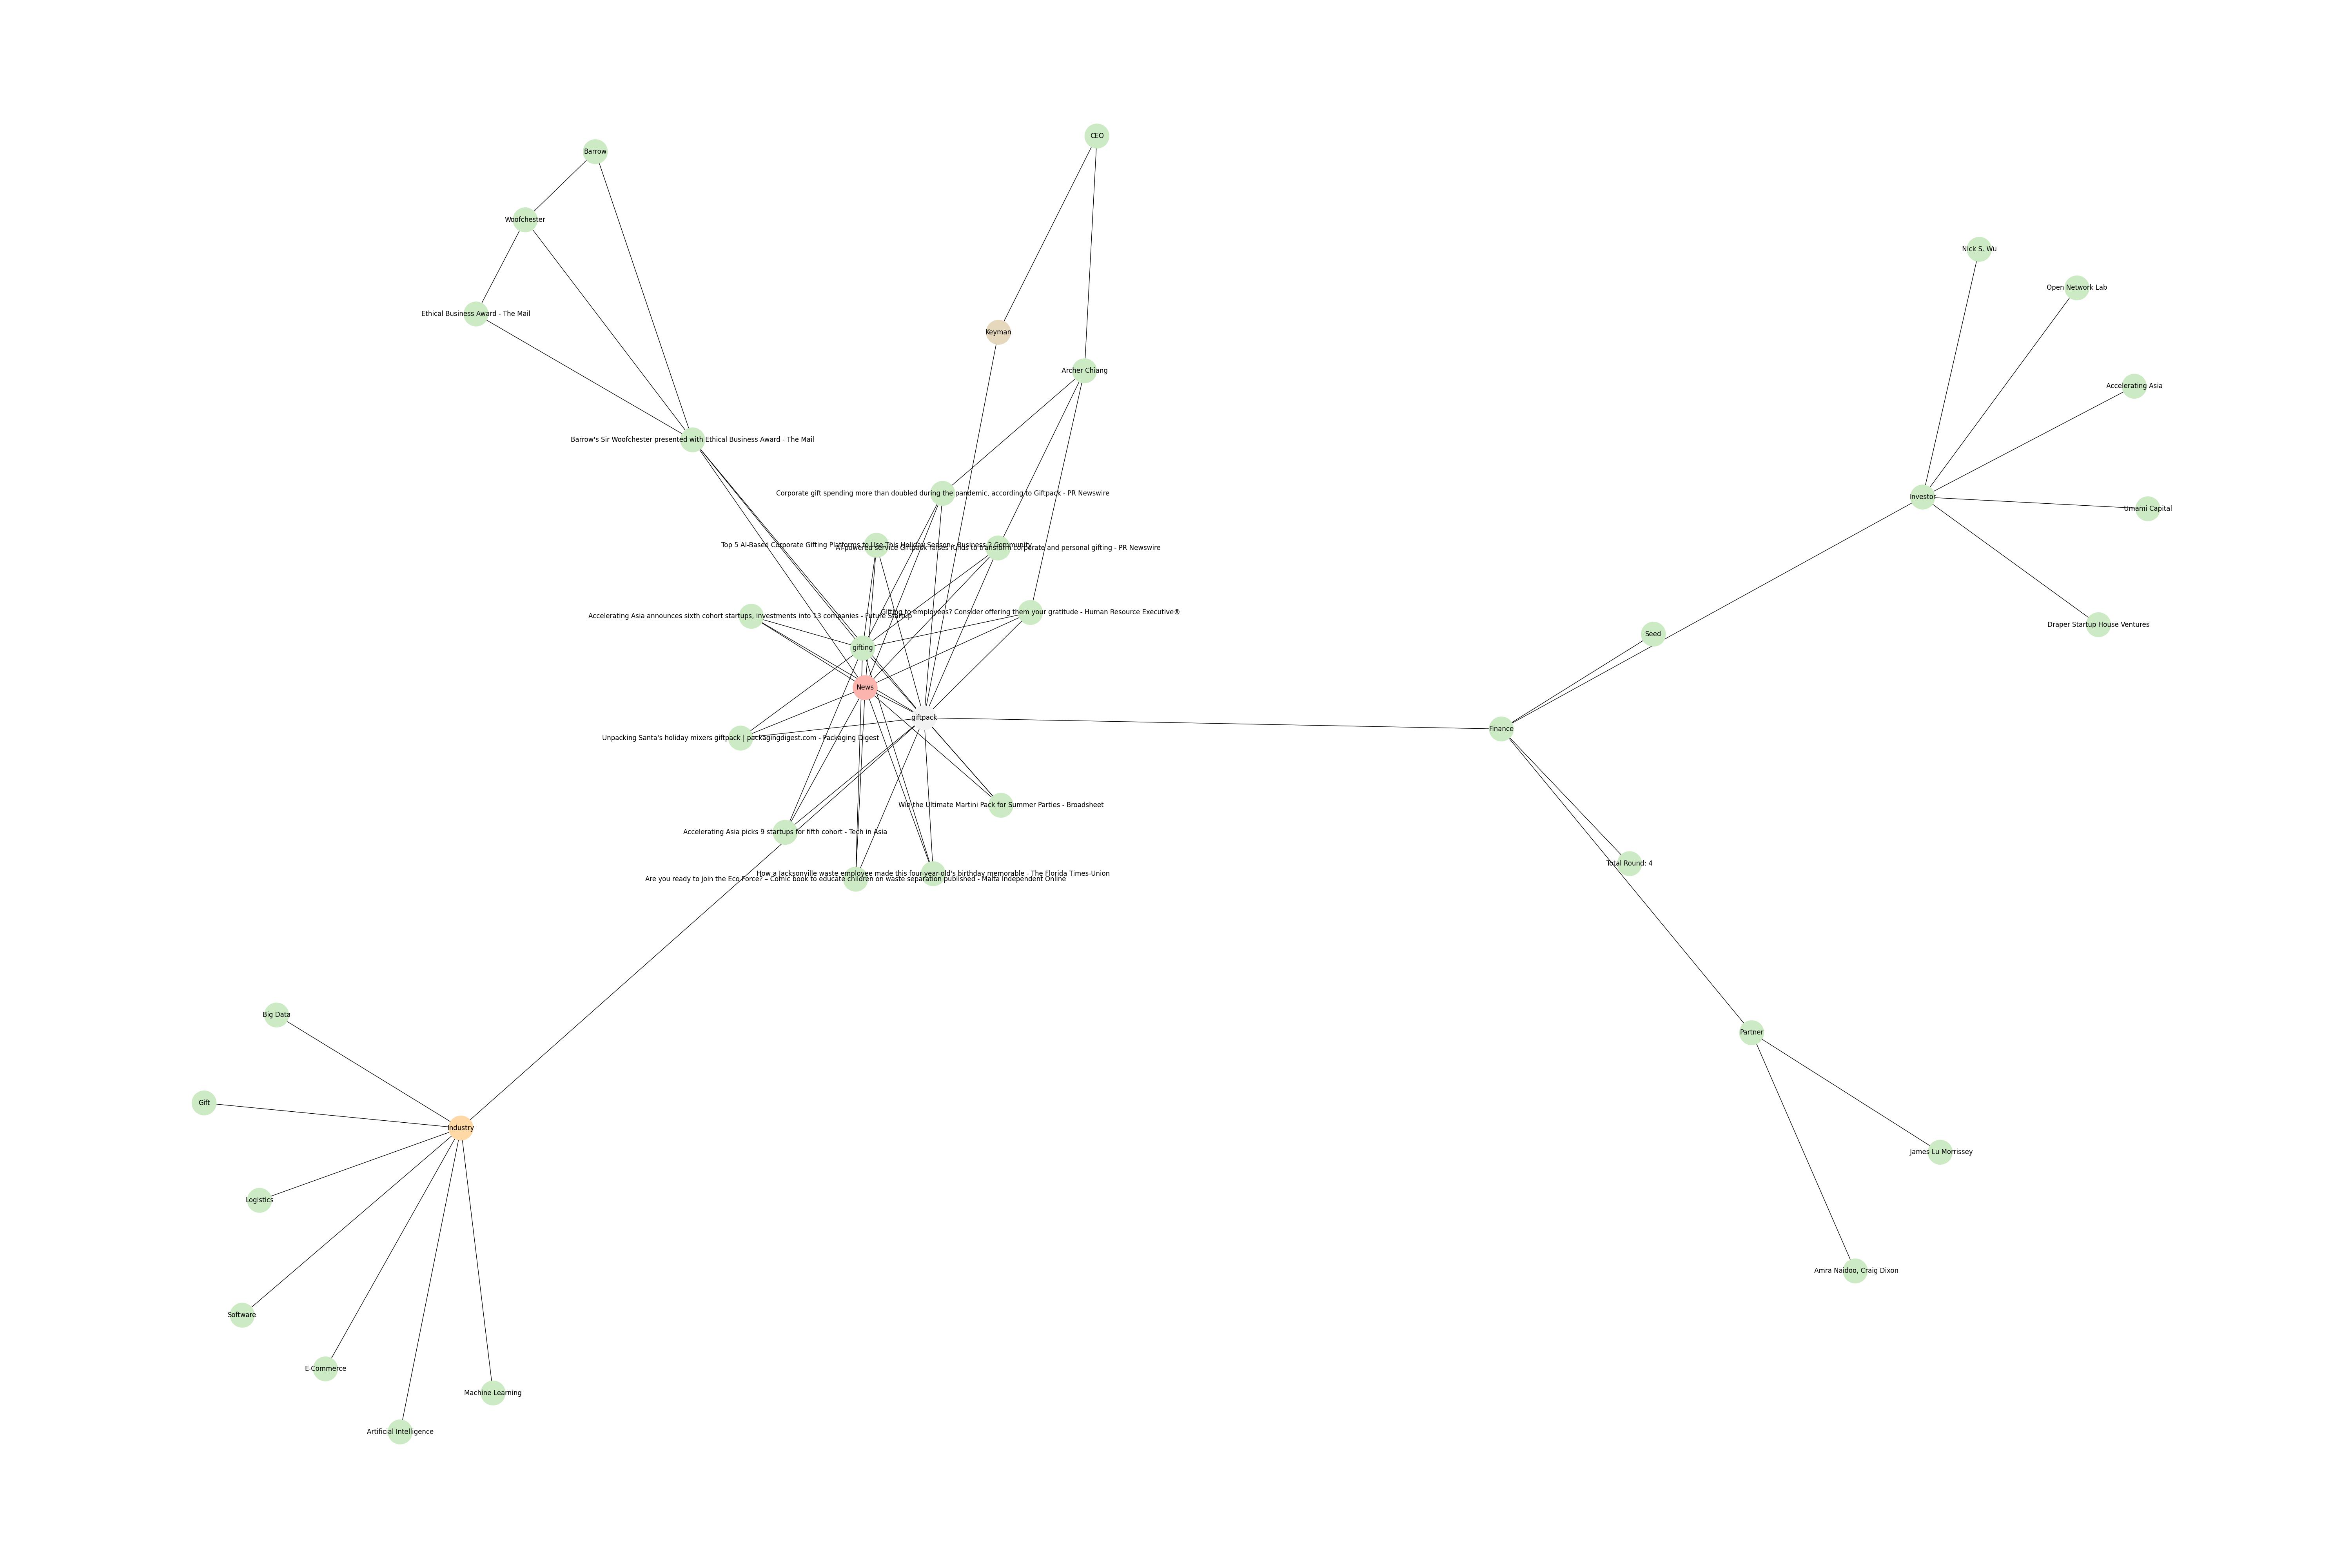 CEO
Barrow
Woofchester
Nick S. Wu
Open Network Lab
Ethical Business Award - The Mail
Keyman
Archer Chiang
Accelerating Asia
Barrow's Sir Woofchester presented with Ethical Business Award - The Mail
Corporate gift spending more than doubled during the pandemic, according to Giftpack - PR Newswire
Investor
Umami Capital
Top 5 AI-Based Corporate Gifting Platforms to Use This Holiday Season - Business 2 Community
AI-powered service Giftpack raises funds to transform corporate and personal gifting - PR Newswire
Gifting to employees? Consider offering them your gratitude - Human Resource Executive®
Accelerating Asia announces sixth cohort startups, investments into 13 companies - Future Startup
Draper Startup House Ventures
Seed
gifting
News
giftpack
Finance
Unpacking Santa's holiday mixers giftpack | packagingdigest.com - Packaging Digest
Win the Ultimate Martini Pack for Summer Parties - Broadsheet
Accelerating Asia picks 9 startups for fifth cohort - Tech in Asia
Total Round: 4
How a Jacksonville waste employee made this four-year-old's birthday memorable - The Florida Times-Union
Are you ready to join the Eco Force? – Comic book to educate children on waste separation published - Malta Independent Online
Big Data
Partner
Gift
Industry
James Lu Morrissey
Logistics
Amra Naidoo, Craig Dixon
Software
E-Commerce
Machine Learning
Artificial Intelligence